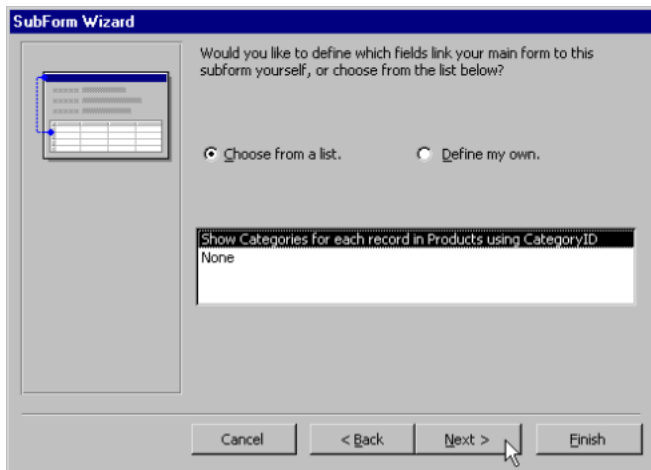 SubForm Wizard
Would you like to define which fields link your main form to this
subform yourself, or choose from the list below?
Choose from a list.
Define my own.
Show Categories for each record in Products using CategoryID
None
Cancel
< Back
Next >
Finish